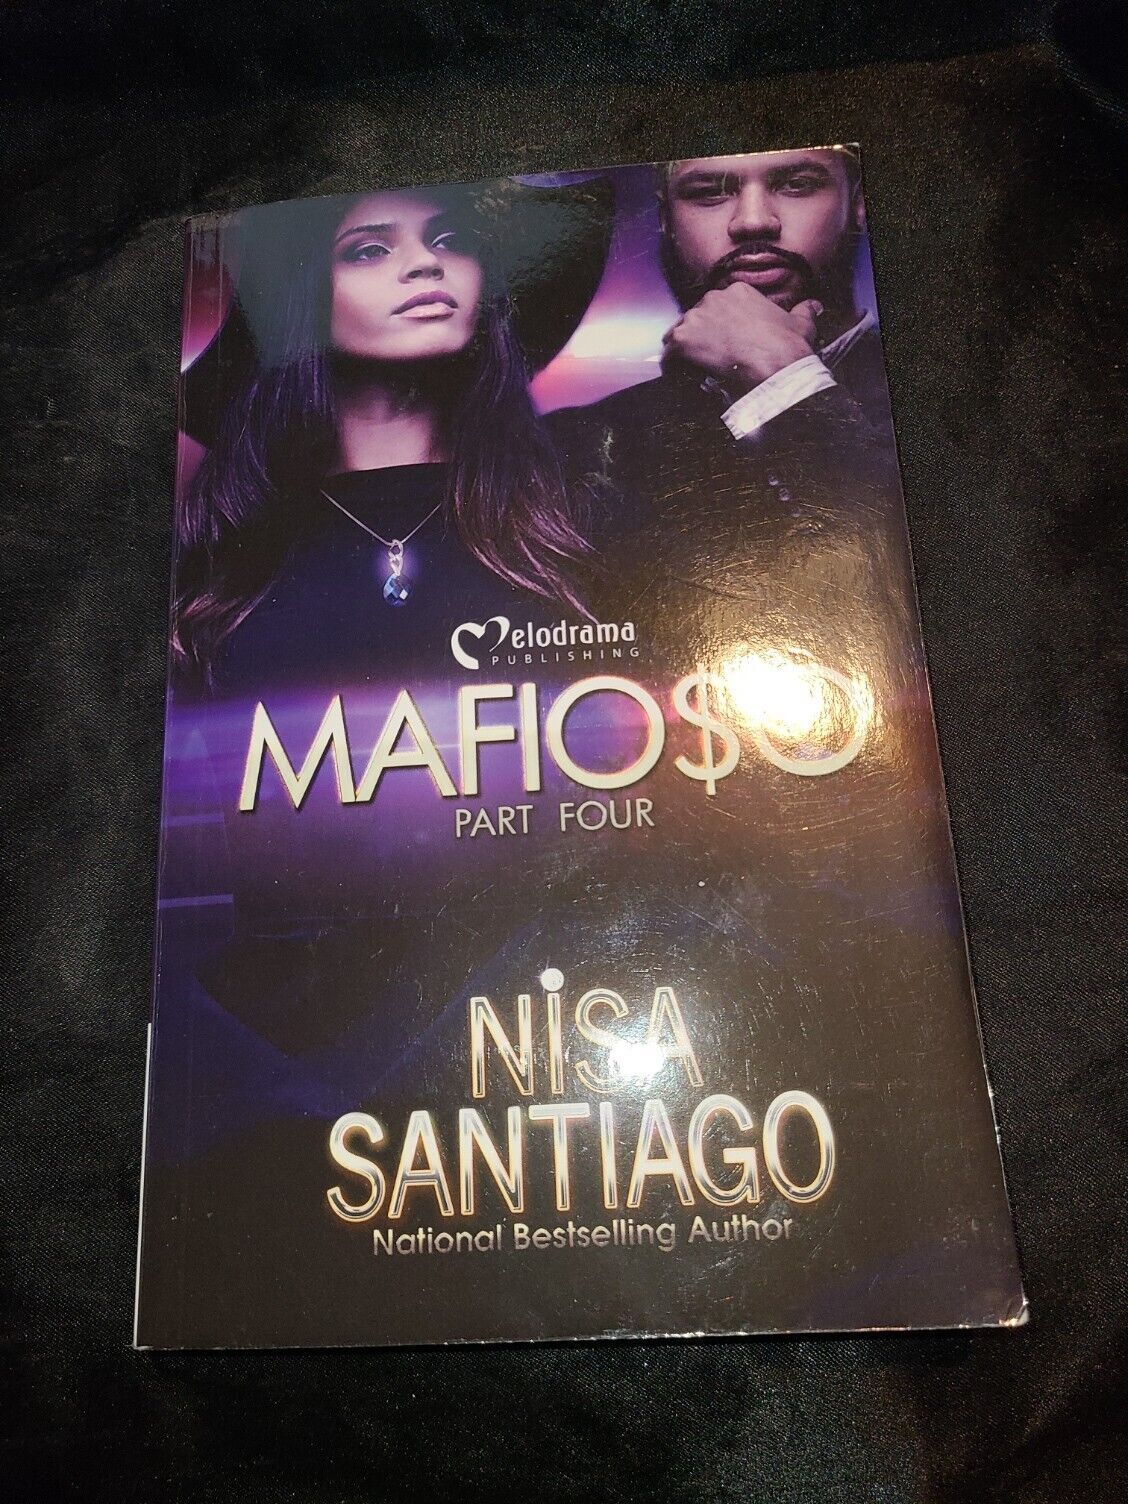 Melodrama
PUBLISHING
MAFIO$O
PART FOUR
NiSA
SANTIAGO
National Bestselling Author